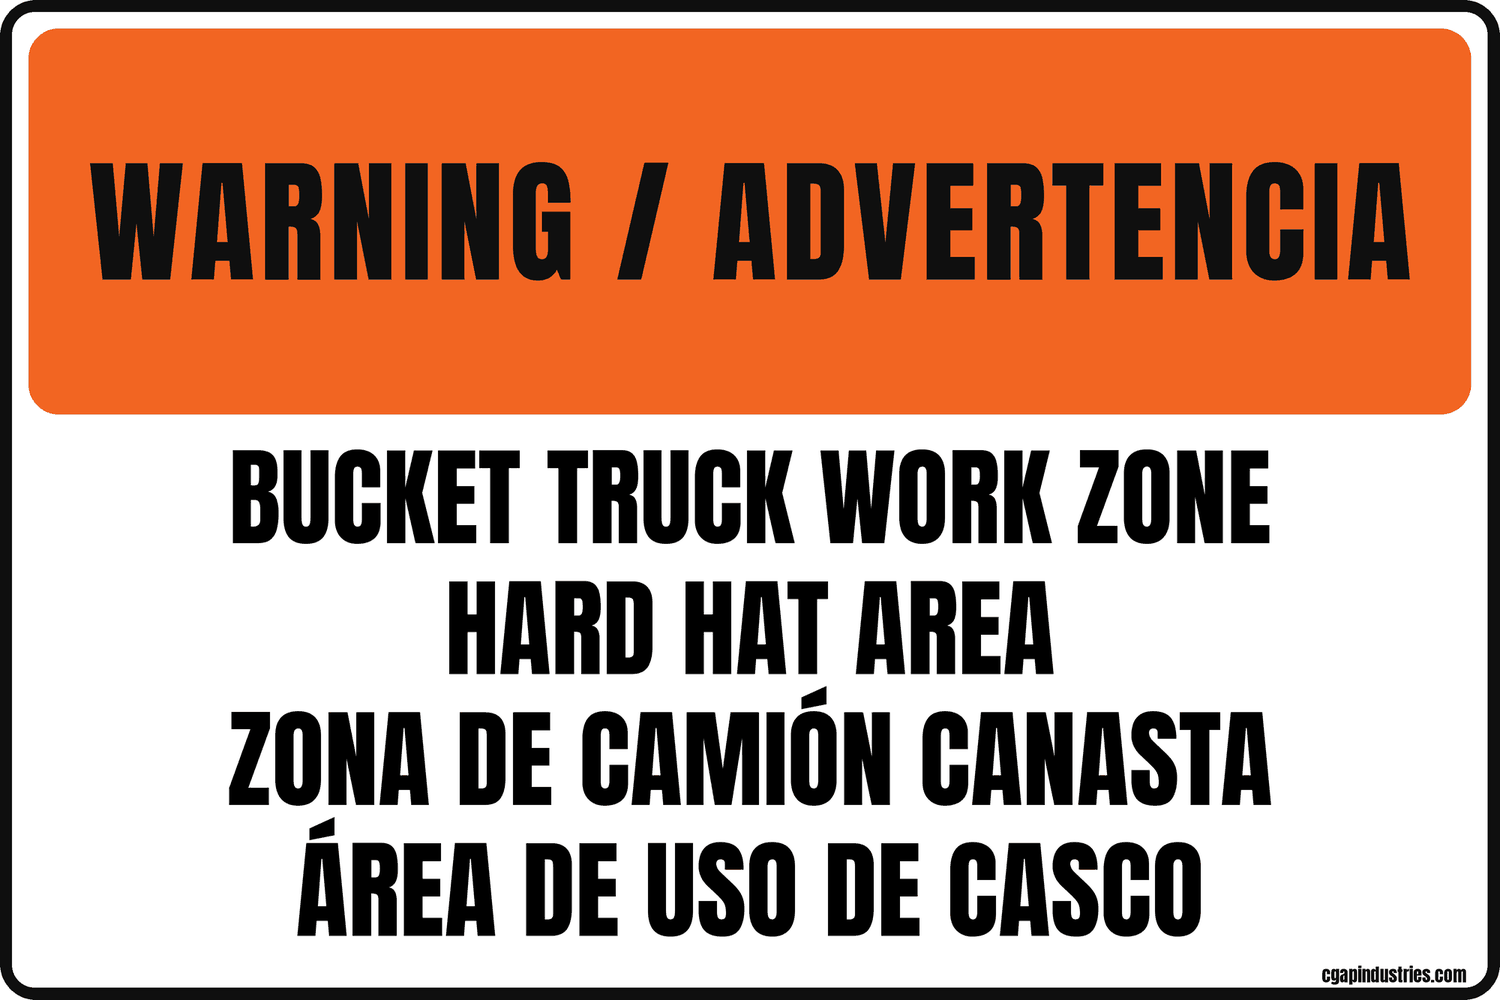 WARNING / ADVERTENCIA
BUCKET TRUCK WORK ZONE
HARD HAT AREA
ZONA DE CAMIÓN CANASTA
ÁREA DE USO DE CASCO
cgapindustries.com